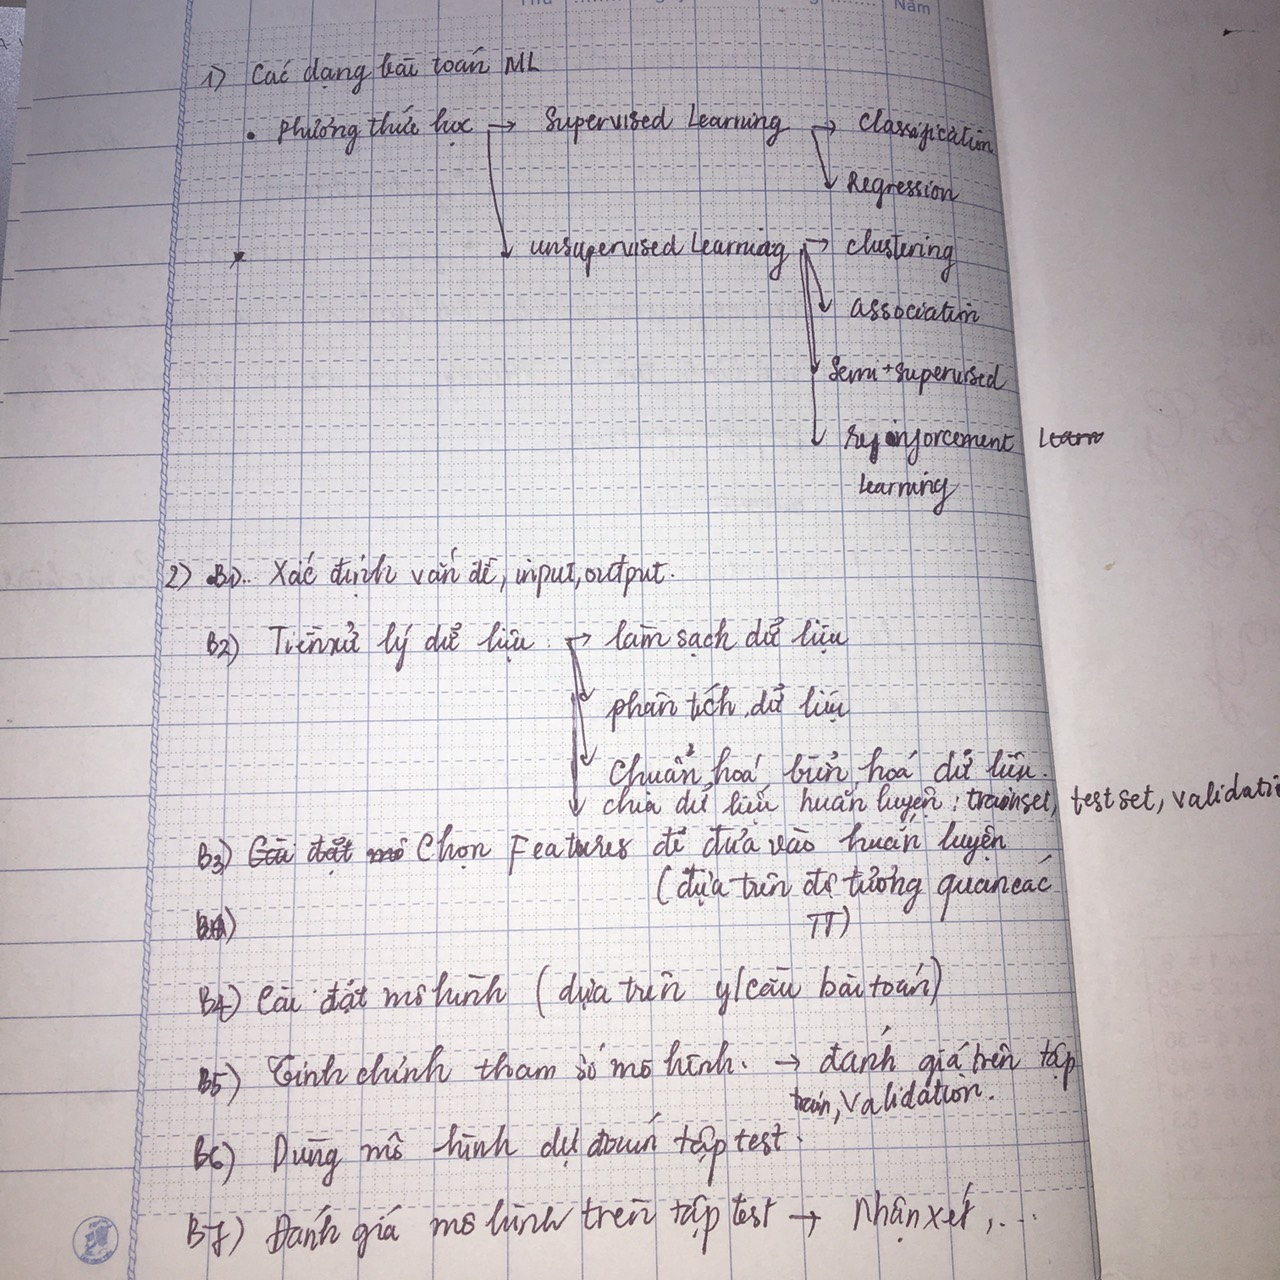 Năm
1) Các dạng bài toán ML
• Phương thức học → Supervised Learning → Classification
Regression
unsupervised Learning → clustering
association
Semi-supervised
reinforcement Learn
Learning
2) B1). Xác định vấn đề, input, output.
B2) Tiền xử lý dữ liệu → làm sạch dữ liệu
phân tích dữ liệu
Chuẩn hoá, biến hoá dữ liệu.
chia dữ liệu huấn luyện: trainset, testset, validati
B3) Cài đặt mô Chọn Features để đưa vào huấn luyện
(dựa trên độ tương quan các
TT)
B4) Cài đặt mô hình (dựa trên y/cầu bài toán)
B5) Tinh chỉnh tham số mô hình. → đánh giá trên tập
train, Validation.
B6) Dùng mô hình dự đoán tập test.
B7) Đánh giá mô hình trên tập test → Nhận xét, ...